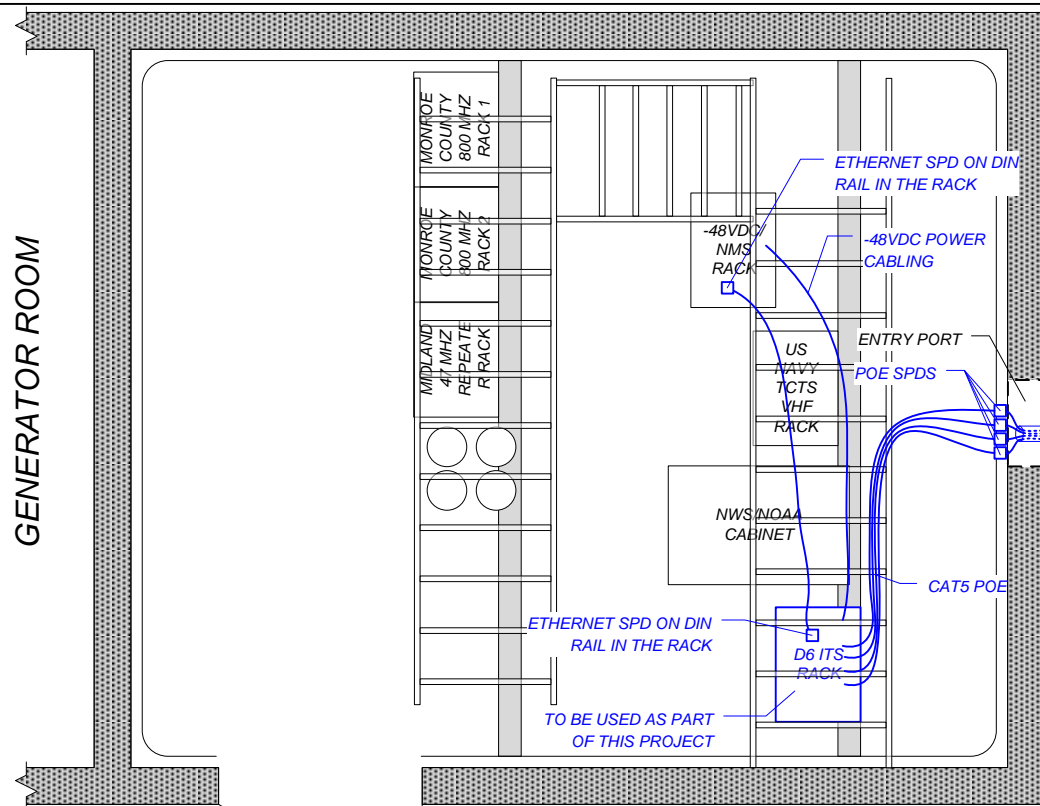 GENERATOR ROOM
MONROE
COUNTY
800 MHZ
RACK 1
MONROE
COUNTY
800 MHZ
RACK 2
MIDLAND
47 MHZ
REPEATE
R RACK
ETHERNET SPD ON DIN
RAIL IN THE RACK
-48VDC/
NMS
RACK
-48VDC POWER
CABLING
US
NAVY
TCTS
VHF
RACK
ENTRY PORT
POE SPDS
NWS/NOAA
CABINET
CAT5 POE
ETHERNET SPD ON DIN
RAIL IN THE RACK
D6 ITS
RACK
TO BE USED AS PART
OF THIS PROJECT